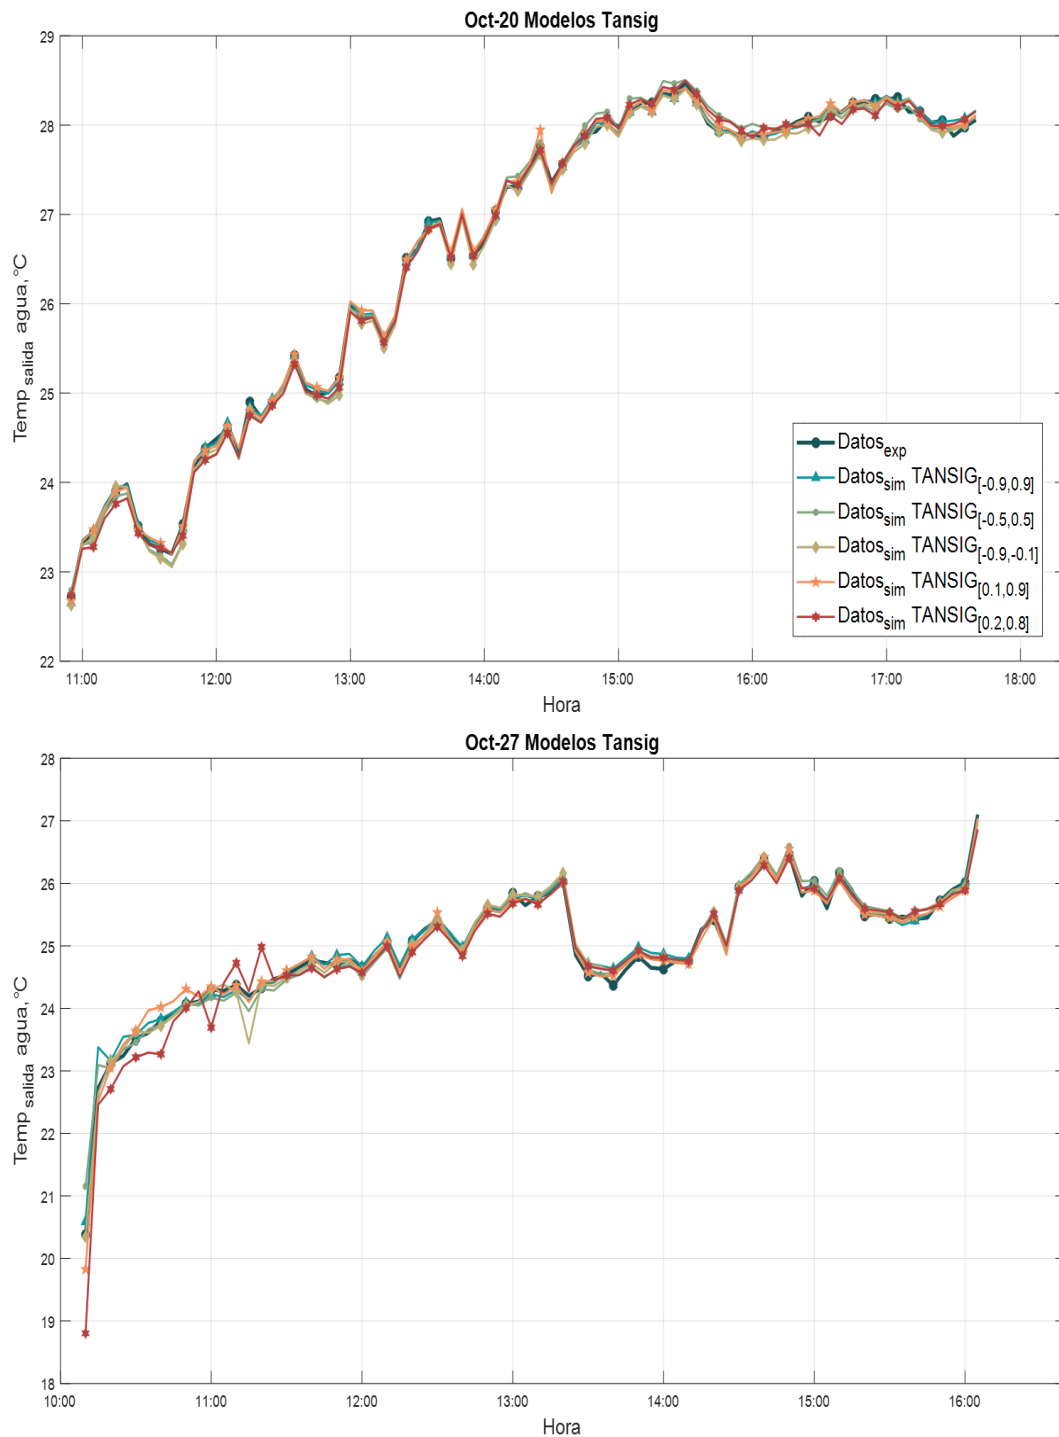 Oct-20 Modelos Tansig
29
28
27
26
25
24
23
22
Temp salida agua,°C
Datosexp
Datossim TANSIG[-0.9,0.9]
Datossim TANSIG[-0.5,0.5]
Datossim TANSIG[-0.9,-0.1]
Datossim TANSIG[0.1,0.9]
Datossim TANSIG[0.2,0.8]
11:00 12:00 13:00 14:00 15:00 16:00 17:00 18:00
Hora
Oct-27 Modelos Tansig
28
27
26
25
24
23
22
21
20
19
18
Temp salida agua,°C
10:00 11:00 12:00 13:00 14:00 15:00 16:00
Hora